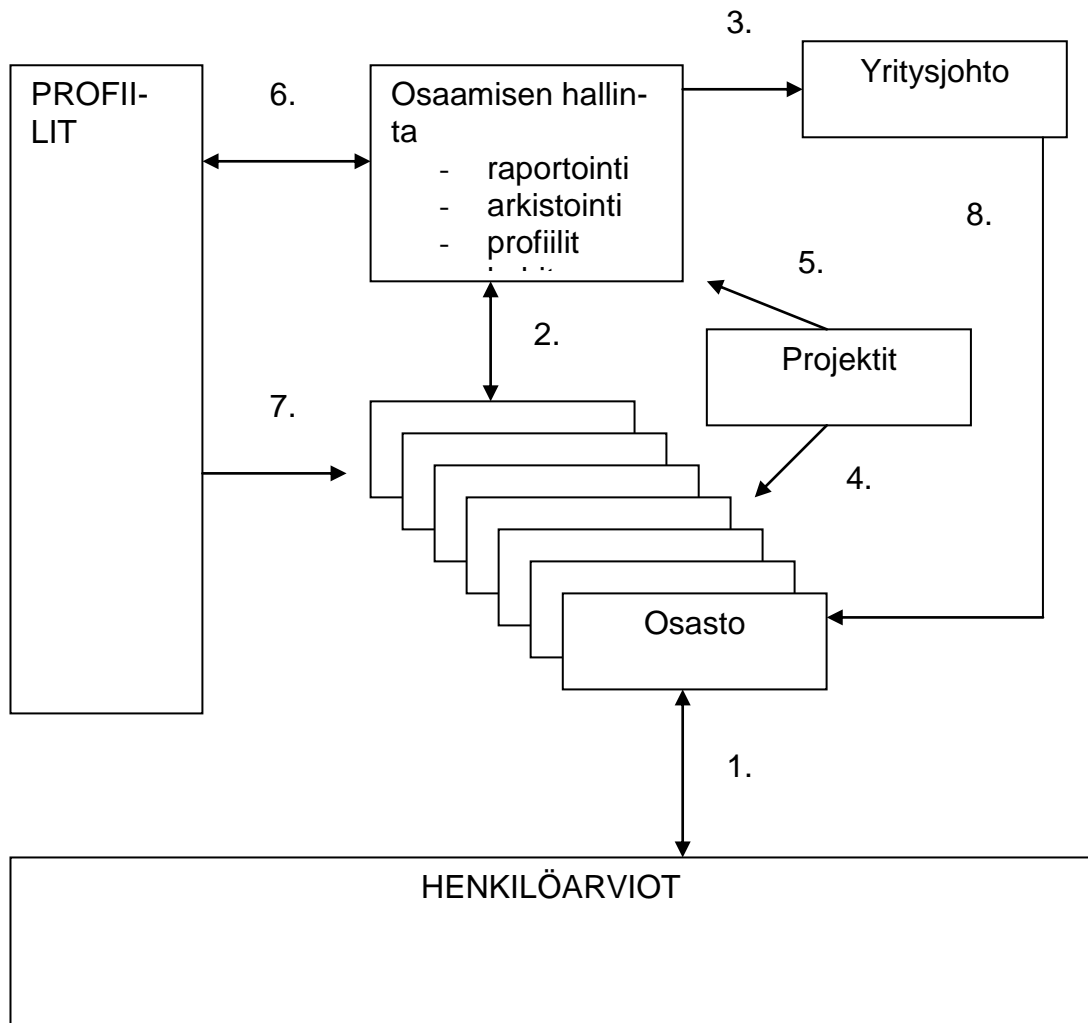 3.
Yritysjohto
PROFII-
LIT
6.
Osaamisen hallin-
ta
- raportointi
- arkistointi
- profiilit
8.
5.
2.
Projektit
7.
4.
Osasto
1.
HENKILÖARVIOT